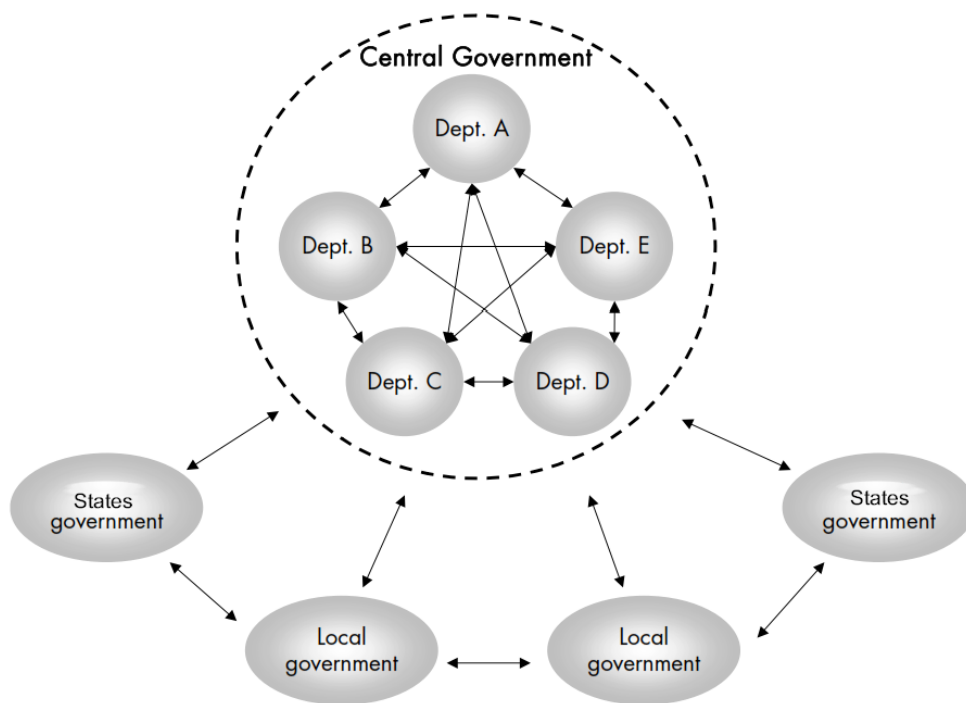 Central Government
Dept. A
Dept. B
Dept. E
Dept. C
Dept. D
States
government
States
government
Local
government
Local
government